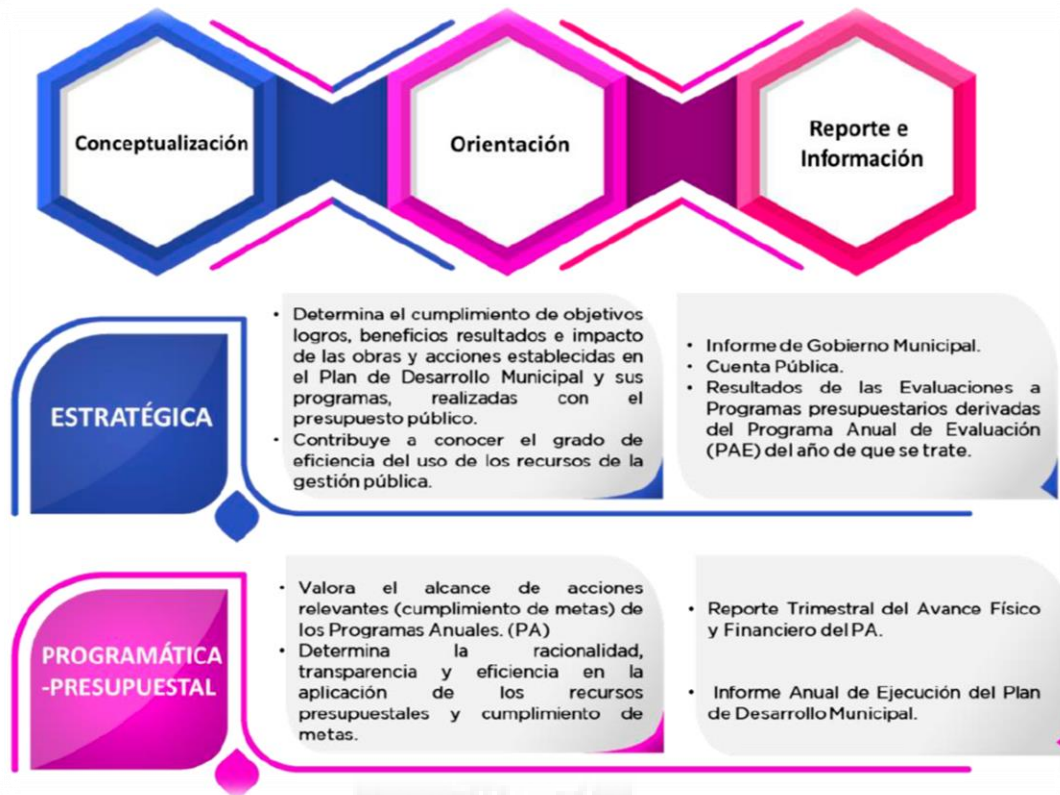 Conceptualización
Orientación
Reporte e
Información
ESTRATÉGICA
• Determina el cumplimiento de objetivos
logros, beneficios resultados e impacto
de las obras y acciones establecidas en
el Plan de Desarrollo Municipal y sus
programas, realizadas con el
presupuesto público.
• Contribuye a conocer el grado de
eficiencia del uso de los recursos de la
gestión pública.
• Informe de Gobierno Municipal.
• Cuenta Pública.
• Resultados de las Evaluaciones a
Programas presupuestarios derivadas
del Programa Anual de Evaluación
(PAE) del año de que se trate.
PROGRAMÁTICA
-PRESUPUESTAL
• Valora el alcance de acciones
relevantes (cumplimiento de metas) de
los Programas Anuales. (PA)
• Determina la racionalidad,
transparencia y eficiencia en la
aplicación de los recursos
presupuestales y cumplimiento de
metas.
• Reporte Trimestral del Avance Físico
y Financiero del PA.
• Informe Anual de Ejecución del Plan
de Desarrollo Municipal.